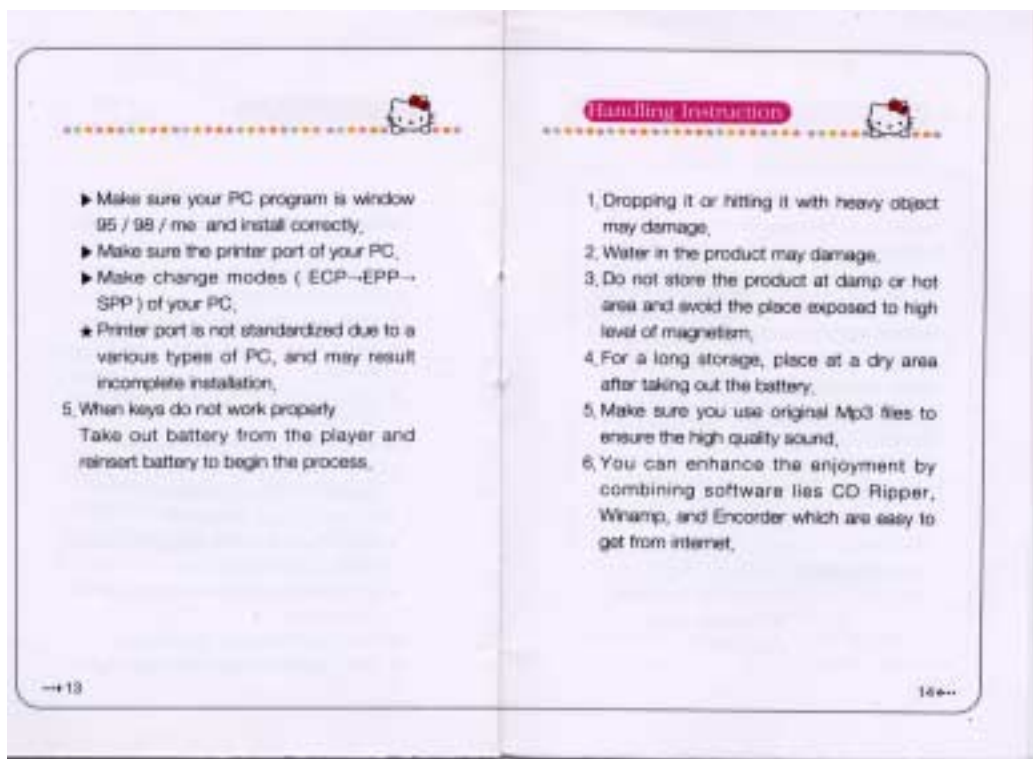 ▶ Make sure your PC program is window
95 / 98 / me and install correctly.
▶ Make sure the printer port of your PC.
▶ Make change modes ( ECP→EPP→
SPP ) of your PC.
★ Printer port is not standardized due to a
various types of PC, and may result
incomplete installation.
5. When keys do not work properly
Take out battery from the player and
reinsert battery to begin the process.
13
Handling Instruction
1. Dropping it or hitting it with heavy object
may damage.
2. Water in the product may damage.
3. Do not store the product at damp or hot
area and avoid the place exposed to high
level of magnetism.
4. For a long storage, place at a dry area
after taking out the battery.
5. Make sure you use original Mp3 files to
ensure the high quality sound.
6. You can enhance the enjoyment by
combining software lies CD Ripper,
Winamp, and Encorder which are easy to
get from internet.
14